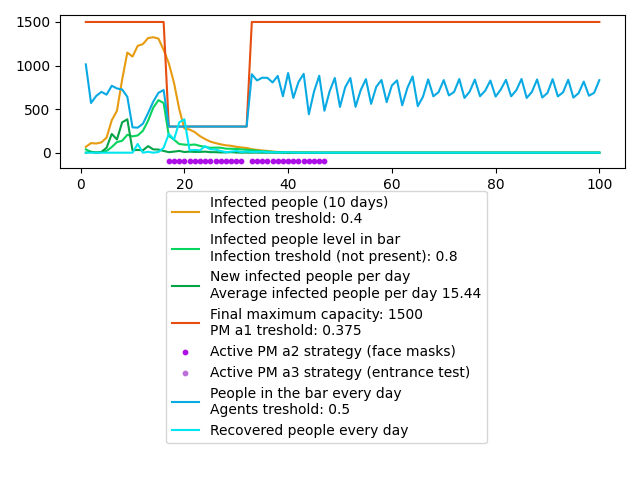 1500
1000
500
0
0
20
40
60
80
100
Infected people (10 days)
Infection treshold: 0.4
Infected people level in bar
Infection treshold (not present): 0.8
New infected people per day
Average infected people per day 15.44
Final maximum capacity: 1500
PM a1 treshold: 0.375
Active PM a2 strategy (face masks)
Active PM a3 strategy (entrance test)
People in the bar every day
Agents treshold: 0.5
Recovered people every day